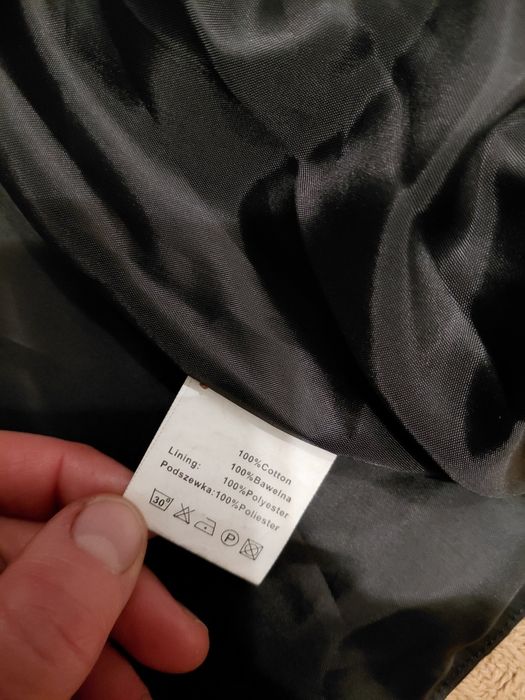 100%Cotton
100%Bawelna
Lining: 100%Polyester
Podszewka:100%Poliester
30° P